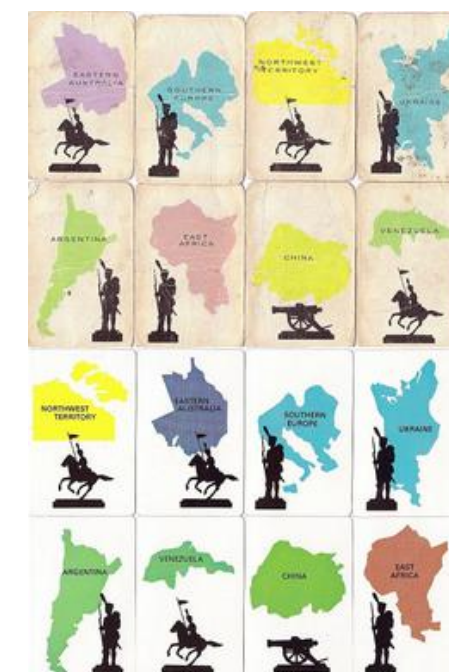 EASTERN
AUSTRALIA
SOUTHERN
EUROPE
NORTHWEST
TERRITORY
UKRAINE
ARGENTINA
EAST
AFRICA
CHINA
VENEZUELA
NORTHWEST
TERRITORY
EASTERN
AUSTRALIA
SOUTHERN
EUROPE
UKRAINE
ARGENTINA
VENEZUELA
CHINA
EAST
AFRICA